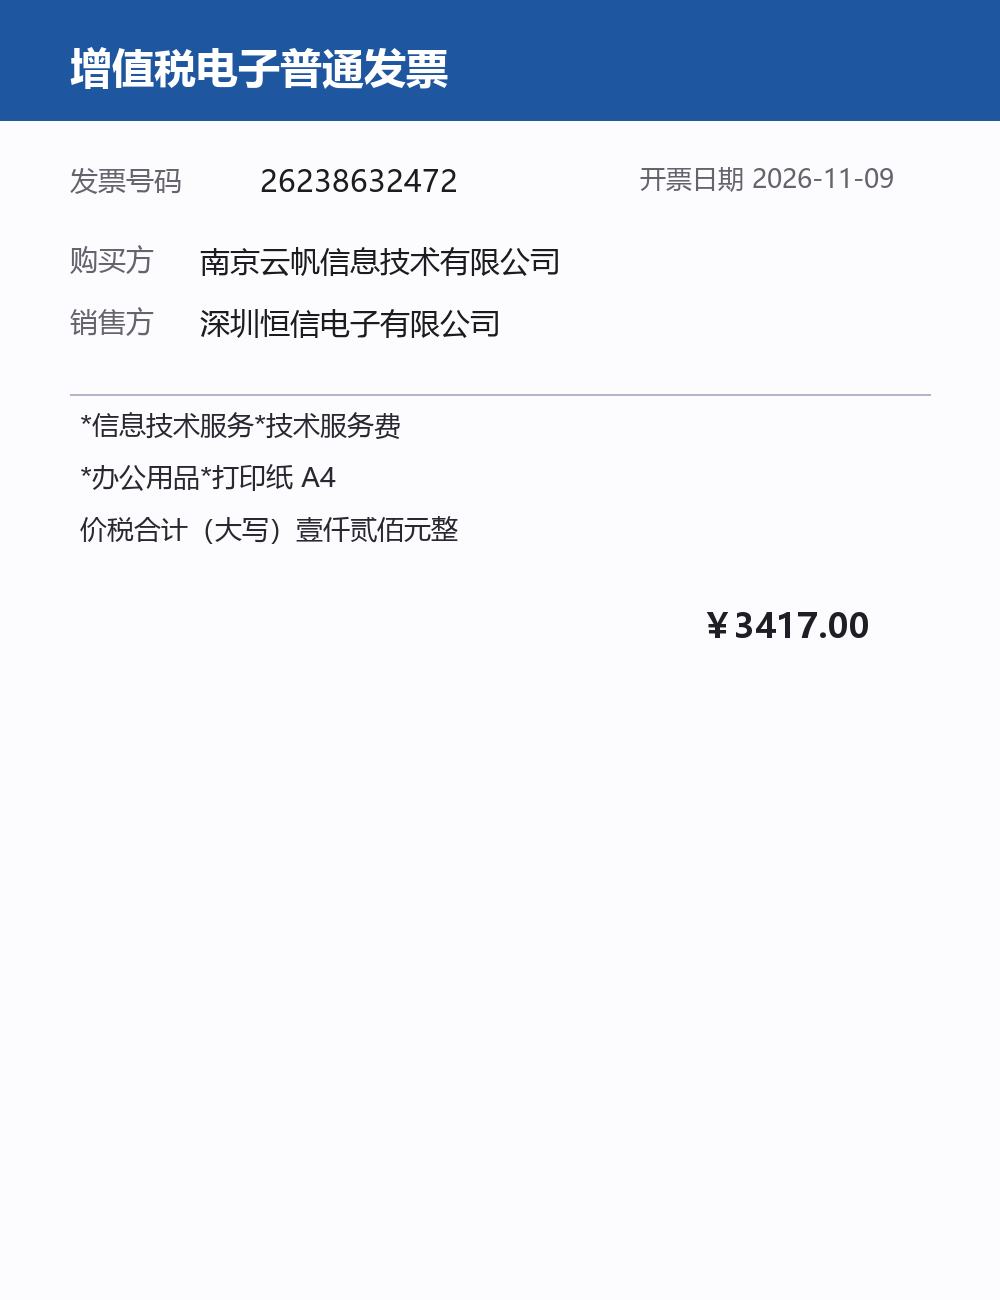 增值税电子普通发票
发票号码 26238632472 开票日期 2026-11-09
购买方 南京云帆信息技术有限公司
销售方 深圳恒信电子有限公司
*信息技术服务*技术服务费
*办公用品*打印纸 A4
价税合计（大写）壹仟贰佰元整
¥3417.00